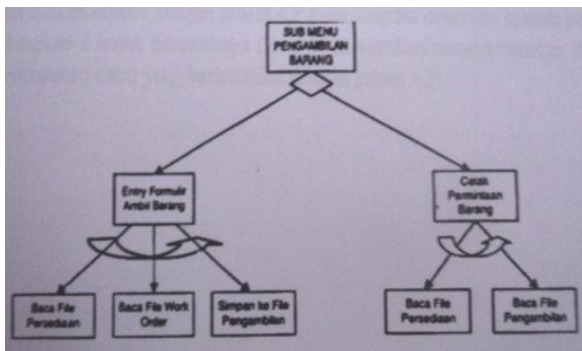 SUB MENU
PENGAMBILAN
BARANG
Entry Formulir
Ambil Barang
Cetak
Permintaan
Barang
Baca File
Persediaan
Baca File Work
Order
Simpan ke File
Pengambilan
Baca File
Persediaan
Baca File
Pengambilan